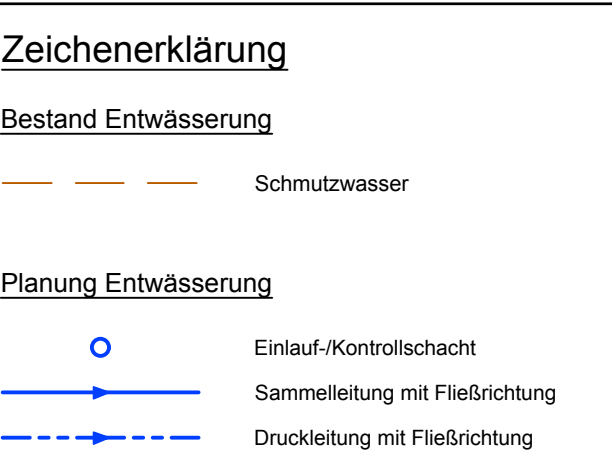 Zeichenerklärung
Bestand Entwässerung
Schmutzwasser
Planung Entwässerung
Einlauf-/Kontrollschacht
Sammelleitung mit Fließrichtung
Druckleitung mit Fließrichtung